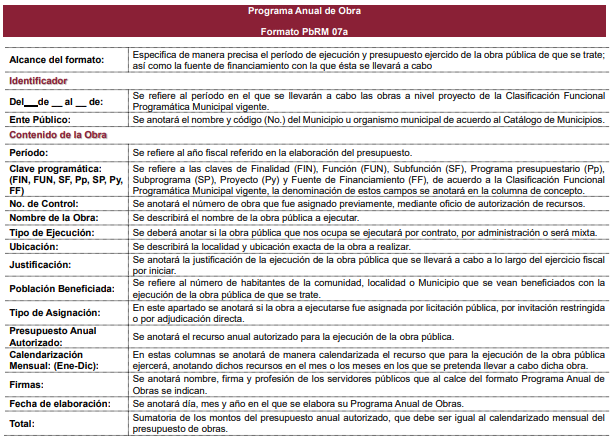 Programa Anual de Obra
Formato PbRM 07a
Alcance del formato: Especifica de manera precisa el período de ejecución y presupuesto ejercido de la obra pública de que se trate;
así como la fuente de financiamiento con la que ésta se llevará a cabo
Identificador
Del__de __ al __ de: Se refiere al período en el que se llevarán a cabo las obras a nivel proyecto de la Clasificación Funcional
Programática Municipal vigente.
Ente Público: Se anotará el nombre y código (No.) del Municipio u organismo municipal de acuerdo al Catálogo de Municipios.
Contenido de la Obra
Período: Se refiere al año fiscal referido en la elaboración del presupuesto.
Clave programática:
(FIN, FUN, SF, Pp, SP, Py,
FF)
Se refiere a las claves de Finalidad (FIN), Función (FUN), Subfunción (SF), Programa presupuestario (Pp),
Subprograma (SP), Proyecto (Py) y Fuente de Financiamiento (FF), de acuerdo a la Clasificación Funcional
Programática Municipal vigente, la denominación de estos campos se anotará en la columna de concepto.
No. de Control: Se anotará el número de obra que fue asignado previamente, mediante oficio de autorización de recursos.
Nombre de la Obra: Se describirá el nombre de la obra pública a ejecutar.
Tipo de Ejecución: Se deberá anotar si la obra pública que nos ocupa se ejecutará por contrato, por administración o será mixta.
Ubicación: Se describirá la localidad y ubicación exacta de la obra a realizar.
Justificación: Se anotará la justificación de la ejecución de la obra pública que se llevará a cabo a lo largo del ejercicio fiscal
por iniciar.
Población Beneficiada: Se refiere al número de habitantes de la comunidad, localidad o Municipio que se vean beneficiados con la
ejecución de la obra pública de que se trate.
Tipo de Asignación: En este apartado se anotará si la obra a ejecutarse fue asignada por licitación pública, por invitación restringida
o por adjudicación directa.
Presupuesto Anual
Autorizado:
Se anotará el recurso anual autorizado para la ejecución de la obra pública.
Calendarización
Mensual: (Ene-Dic):
En estas columnas se anotará de manera calendarizada el recurso que para la ejecución de la obra pública
ejercerá, anotando dichos recursos en el mes o los meses en los que se pretenda llevar a cabo dicha obra.
Firmas: Se anotará nombre, firma y profesión de los servidores públicos que al calce del formato Programa Anual de
Obras se indican.
Fecha de elaboración: Se anotará día, mes y año en el que se elabora su Programa Anual de Obras.
Total: Sumatoria de los montos del presupuesto anual autorizado, que debe ser igual al calendarizado mensual del
presupuesto de obras.